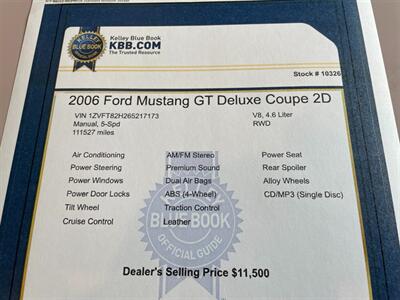 KELLEY
BLUE BOOK
Kelley Blue Book
KBB.COM
The Trusted Resource
Stock # 10326
2006 Ford Mustang GT Deluxe Coupe 2D
VIN 1ZVFT82H265217173
V8, 4.6 Liter
Manual, 5-Spd
RWD
111527 miles
Air Conditioning
AM/FM Stereo
Power Seat
Power Steering
Premium Sound
Rear Spoiler
Power Windows
Dual Air Bags
Alloy Wheels
Power Door Locks
ABS (4-Wheel)
CD/MP3 (Single Disc)
Tilt Wheel
Traction Control
Cruise Control
Leather
BLUE BOOK
OFFICIAL GUIDE
Dealer's Selling Price $11,500